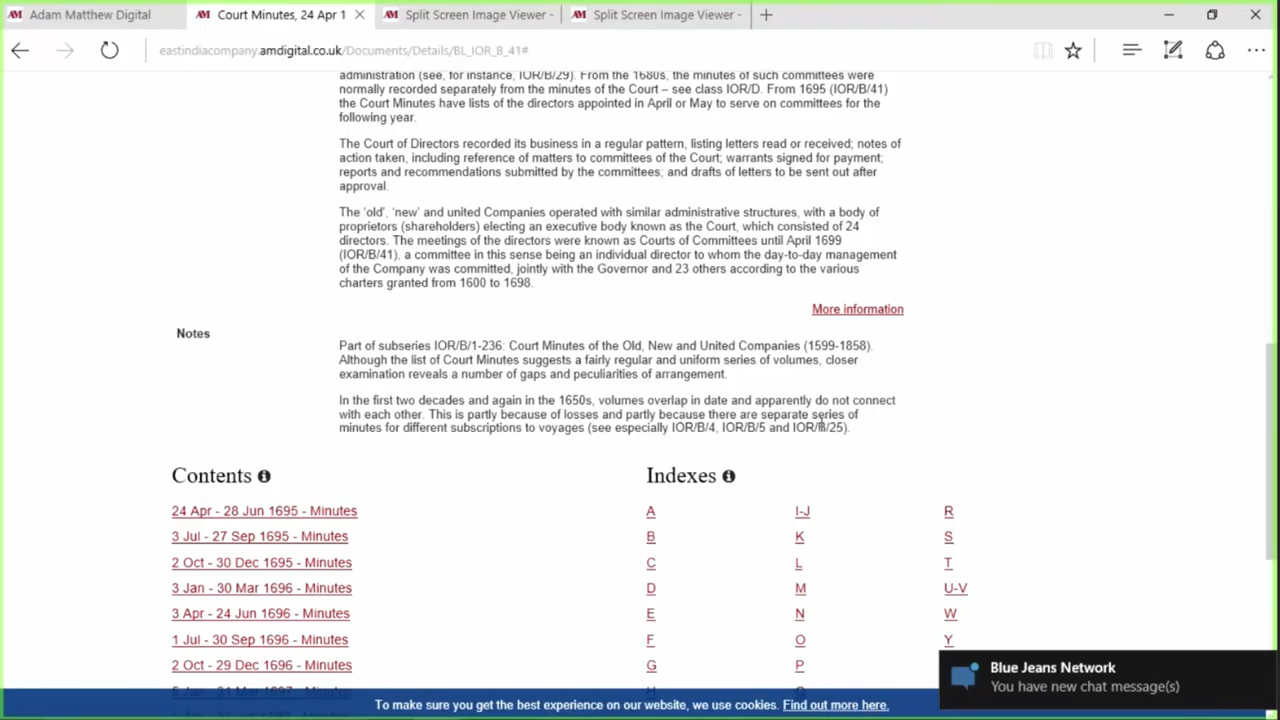 Adam Matthew Digital
Court Minutes, 24 Apr 1
Split Screen Image Viewer -
Split Screen Image Viewer -
eastindiacompany.amdigital.co.uk/Documents/Details/BL_IOR_B_41#
administration (see, for instance, IOR/B/29). From the 1680s, the minutes of such committees were
normally recorded separately from the minutes of the Court – see class IOR/D. From 1695 (IOR/B/41)
the Court Minutes have lists of the directors appointed in April or May to serve on committees for the
following year.
The Court of Directors recorded its business in a regular pattern, listing letters read or received; notes of
action taken, including reference of matters to committees of the Court; warrants signed for payment;
reports and recommendations submitted by the committees; and drafts of letters to be sent out after
approval.
The ‘old’, ‘new’ and united Companies operated with similar administrative structures, with a body of
proprietors (shareholders) electing an executive body known as the Court, which consisted of 24
directors. The meetings of the directors were known as Courts of Committees until April 1699
(IOR/B/41), a committee in this sense being an individual director to whom the day-to-day management
of the Company was committed, jointly with the Governor and 23 others according to the various
charters granted from 1600 to 1698.
More information
Notes
Part of subseries IOR/B/1-236: Court Minutes of the Old, New and United Companies (1599-1858).
Although the list of Court Minutes suggests a fairly regular and uniform series of volumes, closer
examination reveals a number of gaps and peculiarities of arrangement.
In the first two decades and again in the 1650s, volumes overlap in date and apparently do not connect
with each other. This is partly because of losses and partly because there are separate series of
minutes for different subscriptions to voyages (see especially IOR/B/4, IOR/B/5 and IOR/B/25).
Contents
24 Apr - 28 Jun 1695 - Minutes
3 Jul - 27 Sep 1695 - Minutes
2 Oct - 30 Dec 1695 - Minutes
3 Jan - 30 Mar 1696 - Minutes
3 Apr - 24 Jun 1696 - Minutes
1 Jul - 30 Sep 1696 - Minutes
2 Oct - 29 Dec 1696 - Minutes
Indexes
A
B
C
D
E
F
G
I-J
K
L
M
N
O
P
R
S
T
U-V
W
Y
Blue Jeans Network
You have new chat message(s)
To make sure you get the best experience on our website, we use cookies. Find out more here.